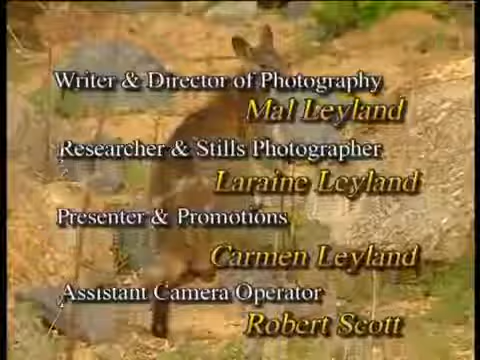 Writer & Director of Photography
Mal Leyland
Researcher & Stills Photographer
Laraine Leyland
Presenter & Promotions
Carmen Leyland
Assistant Camera Operator
Robert Scott